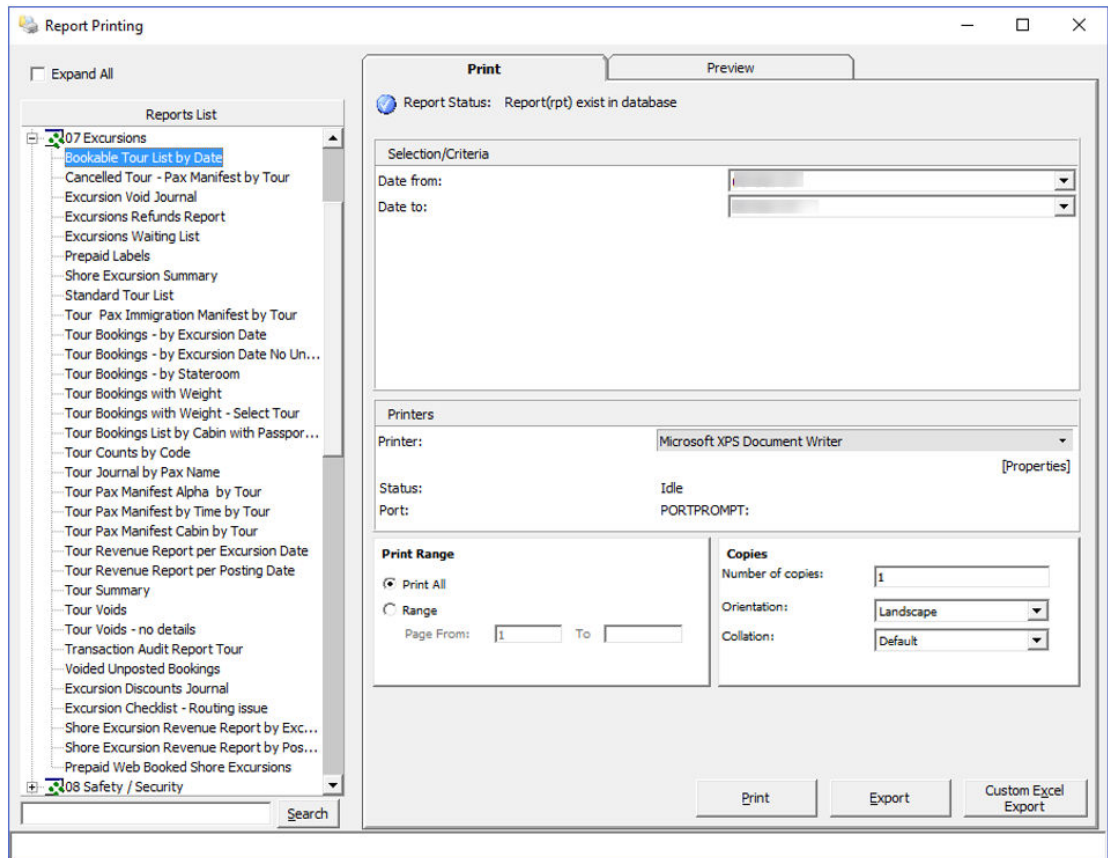 Report Printing
Expand All
Reports List
07 Excursions
Bookable Tour List by Date
Cancelled Tour - Pax Manifest by Tour
Excursion Void Journal
Excursions Refunds Report
Excursions Waiting List
Prepaid Labels
Shore Excursion Summary
Standard Tour List
Tour  Pax Immigration Manifest by Tour
Tour Bookings - by Excursion Date
Tour Bookings - by Excursion Date No Un...
Tour Bookings - by Stateroom
Tour Bookings with Weight
Tour Bookings with Weight - Select Tour
Tour Bookings List by Cabin with Passpor...
Tour Counts by Code
Tour Journal by Pax Name
Tour Pax Manifest Alpha  by Tour
Tour Pax Manifest by Time by Tour
Tour Pax Manifest Cabin by Tour
Tour Revenue Report per Excursion Date
Tour Revenue Report per Posting Date
Tour Summary
Tour Voids
Tour Voids - no details
Transaction Audit Report Tour
Voided Unposted Bookings
Excursion Discounts Journal
Excursion Checklist - Routing issue
Shore Excursion Revenue Report by Exc...
Shore Excursion Revenue Report by Pos...
Prepaid Web Booked Shore Excursions
08 Safety / Security
Search
Print
Preview
Report Status: Report(rpt) exist in database
Selection/Criteria
Date from:
Date to:
Printers
Printer: Microsoft XPS Document Writer
[Properties]
Status: Idle
Port: PORTPROMPT:
Print Range
Print All
Range
Page From: 1 To
Copies
Number of copies: 1
Orientation: Landscape
Collation: Default
Print
Export
Custom Excel
Export